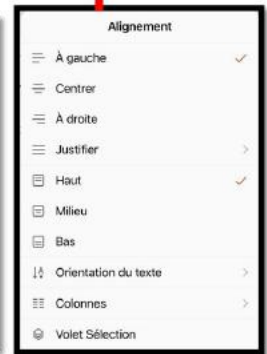 Alignement
À gauche
Centrer
À droite
Justifier
Haut
Milieu
Bas
Orientation du texte
Colonnes
Volet Sélection